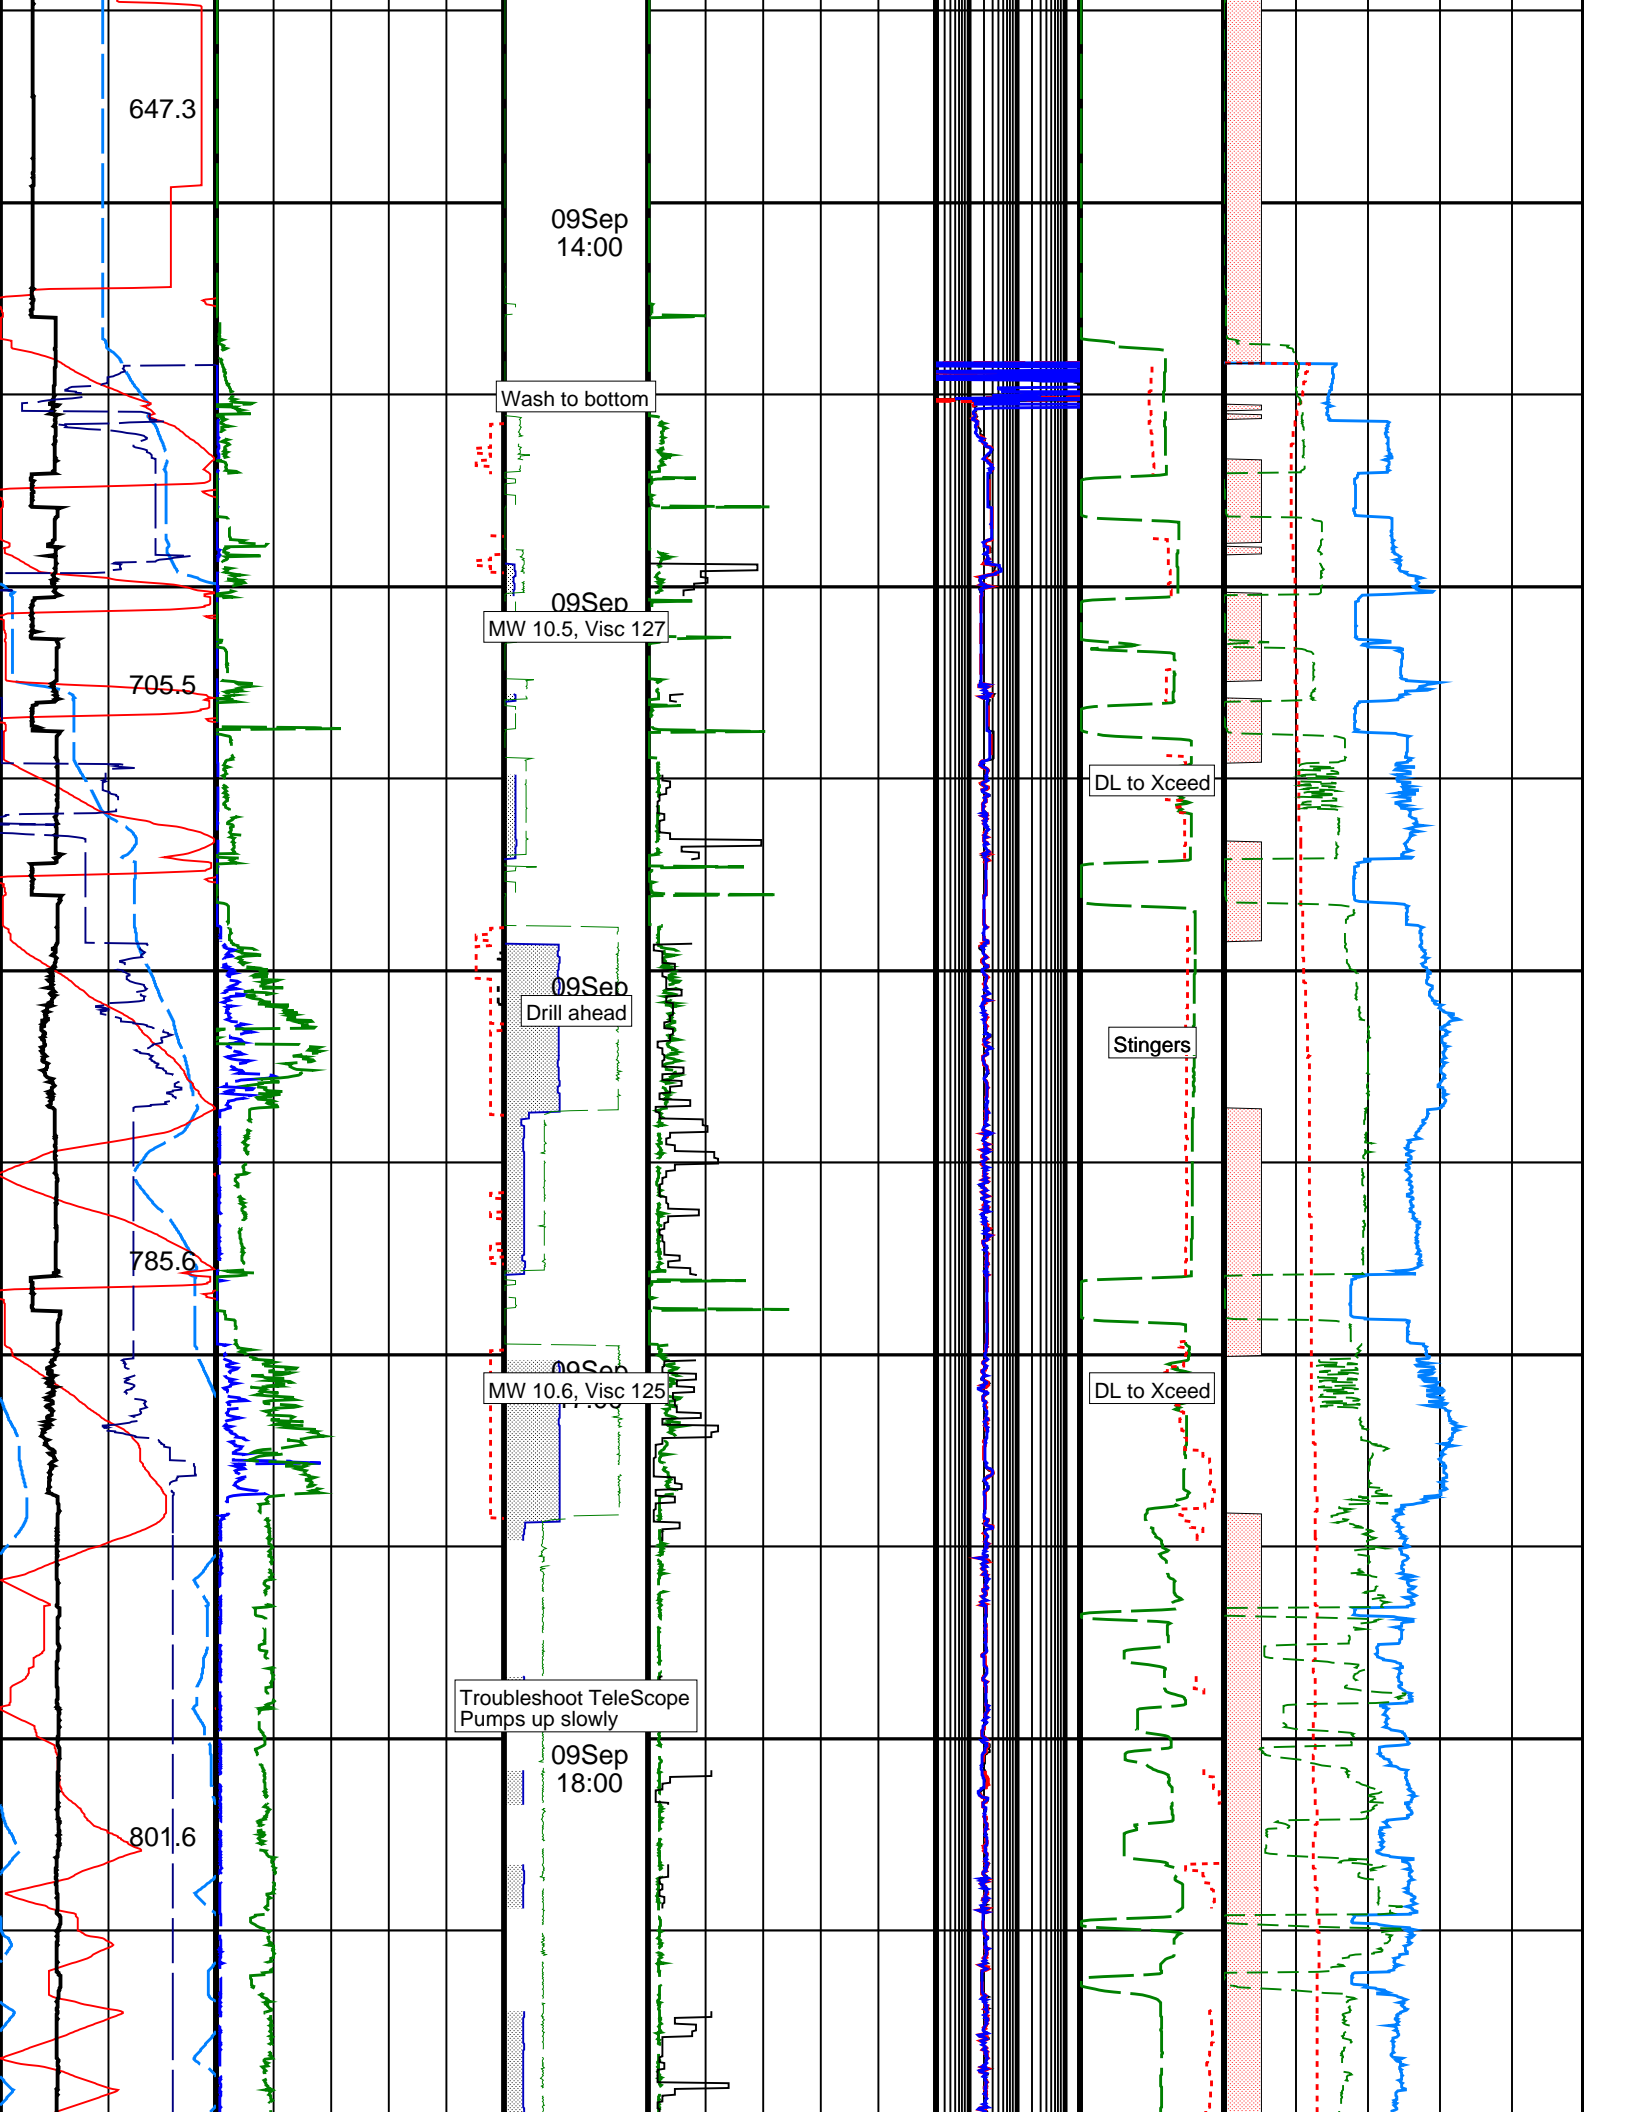 647.3
09Sep
14:00
Wash to bottom
09Sep
MW 10.5, Visc 127
705.5
DL to Xceed
09Sep
Drill ahead
Stingers
785.6
09Sep
MW 10.6, Visc 125
DL to Xceed
Troubleshoot TeleScope
Pumps up slowly
09Sep
18:00
801.6